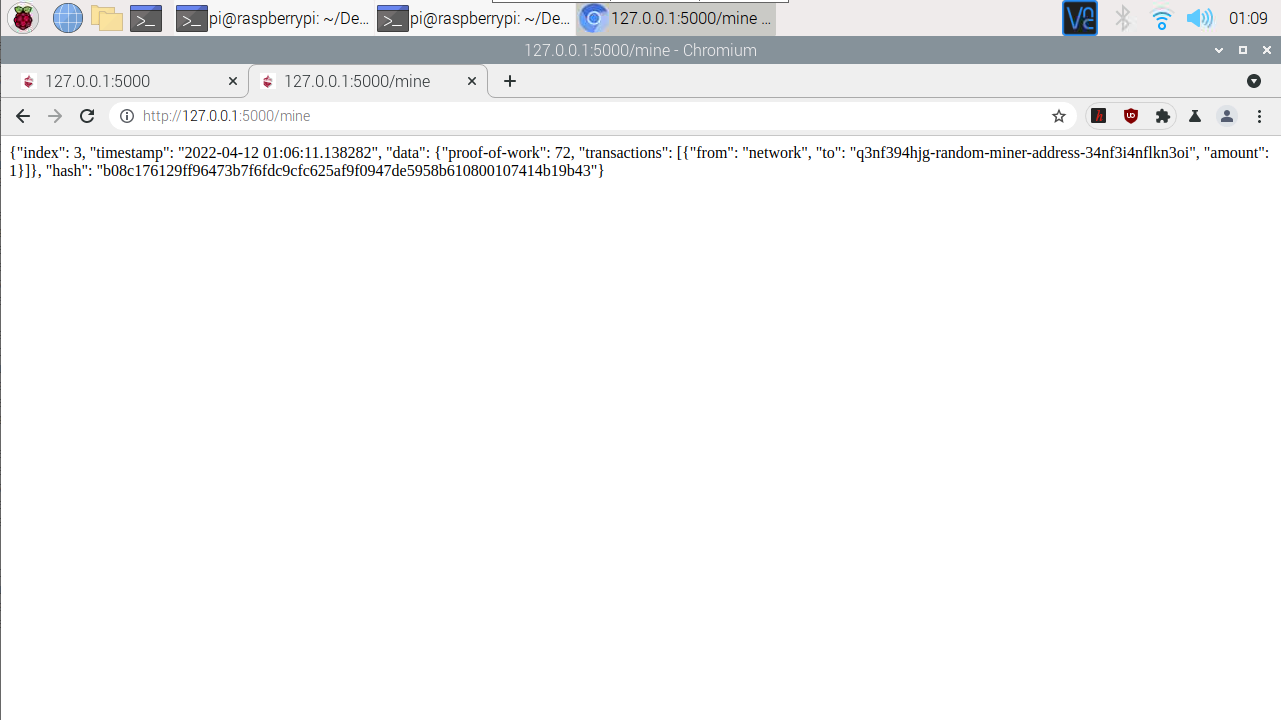 pi@raspberrypi: ~/De...
pi@raspberrypi: ~/De...
127.0.0.1:5000/mine ...
01:09
127.0.0.1:5000/mine - Chromium
127.0.0.1:5000
127.0.0.1:5000/mine
http://127.0.0.1:5000/mine
{"index": 3, "timestamp": "2022-04-12 01:06:11.138282", "data": {"proof-of-work": 72, "transactions": [{"from": "network", "to": "q3nf394hjg-random-miner-address-34nf3i4nflkn3oi", "amount":
1}]}, "hash": "b08c176129ff96473b7f6fdc9cfc625af9f0947de5958b610800107414b19b43"}